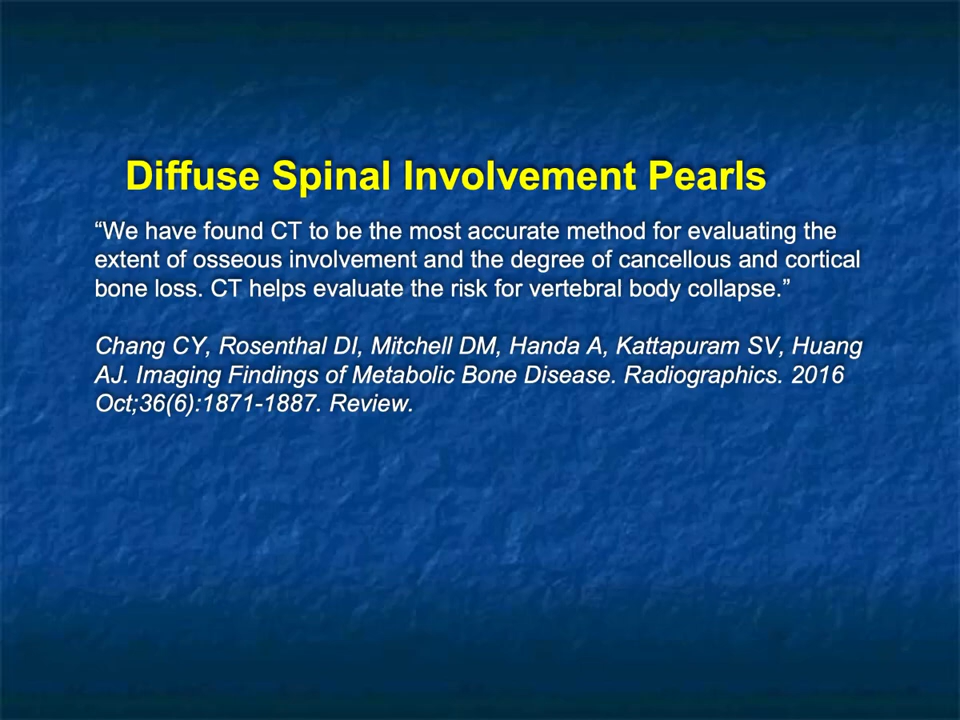 Diffuse Spinal Involvement Pearls
“We have found CT to be the most accurate method for evaluating the
extent of osseous involvement and the degree of cancellous and cortical
bone loss. CT helps evaluate the risk for vertebral body collapse.”
Chang CY, Rosenthal DI, Mitchell DM, Handa A, Kattapuram SV, Huang
AJ. Imaging Findings of Metabolic Bone Disease. Radiographics. 2016
Oct;36(6):1871-1887. Review.